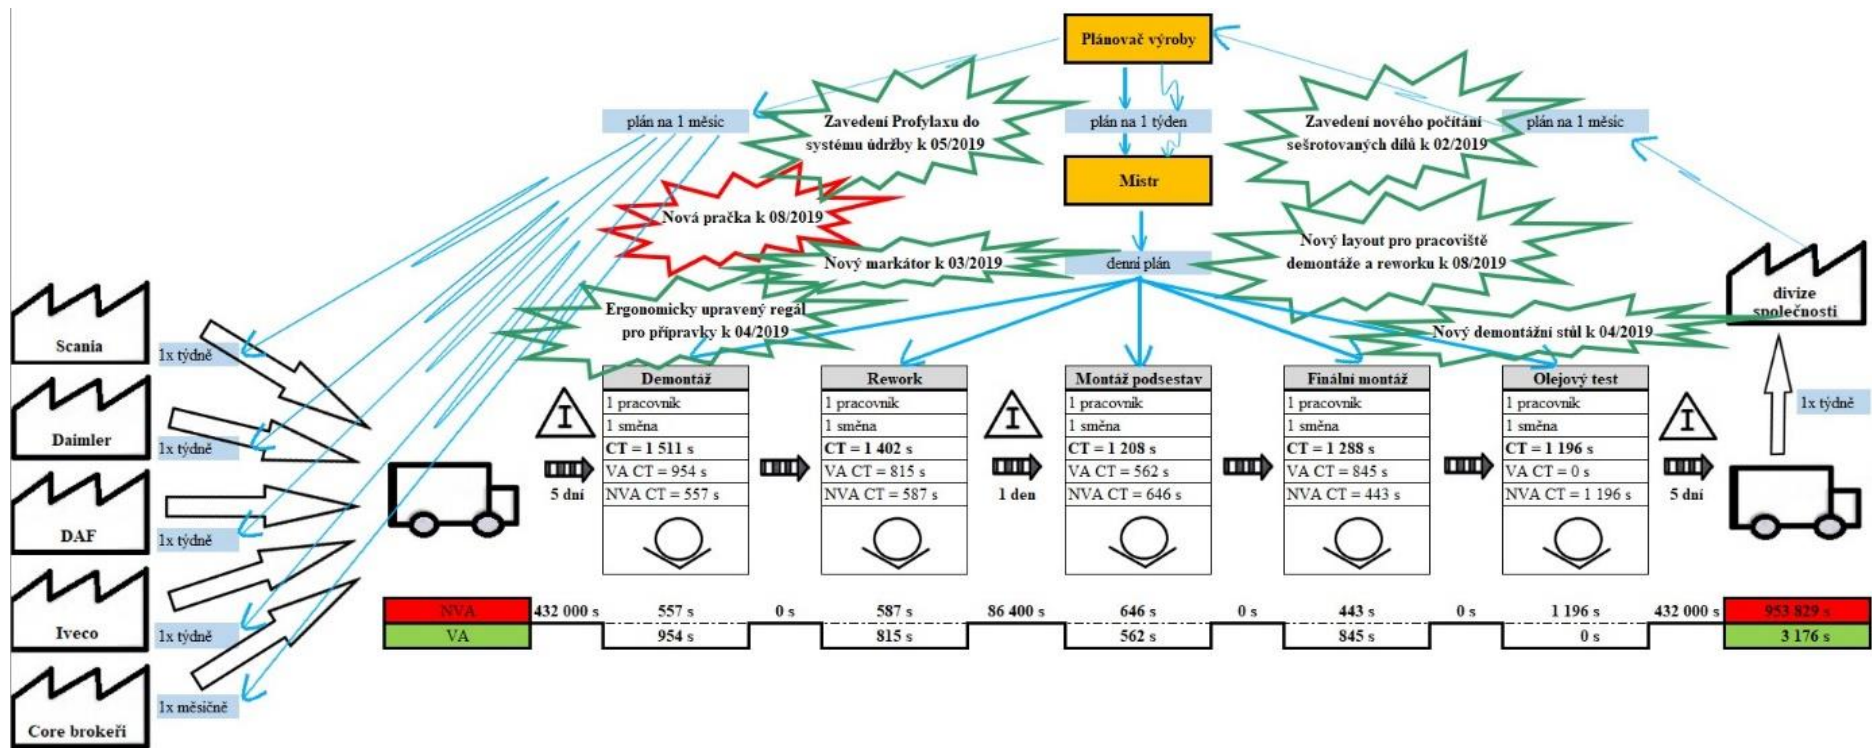 Plánovač výroby
plán na 1 měsíc
Zavedení Profylaxu do
systému údržby k 05/2019
plán na 1 týden
Zavedení nového počítání
sešrotovaných dílů k 02/2019
plán na 1 měsíc
Mistr
Nová pračka k 08/2019
Nový markátor k 03/2019
denní plán
Nový layout pro pracoviště
demontáže a reworku k 08/2019
Ergonomicky upravený regál
pro přípravky k 04/2019
Nový demontážní stůl k 04/2019
divize
společnosti
Scania
1x týdně
Daimler
1x týdně
DAF
1x týdně
Iveco
1x týdně
Core brokeři
1x měsíčně
I
5 dní
Demontáž
1 pracovník
1 směna
CT = 1 511 s
VA CT = 954 s
NVA CT = 557 s
Rework
1 pracovník
1 směna
CT = 1 402 s
VA CT = 815 s
NVA CT = 587 s
I
1 den
Montáž podsestav
1 pracovník
1 směna
CT = 1 208 s
VA CT = 562 s
NVA CT = 646 s
Finální montáž
1 pracovník
1 směna
CT = 1 288 s
VA CT = 845 s
NVA CT = 443 s
Olejový test
1 pracovník
1 směna
CT = 1 196 s
VA CT = 0 s
NVA CT = 1 196 s
I
5 dní
1x týdně
NVA 432 000 s 557 s 0 s 587 s 86 400 s 646 s 0 s 443 s 0 s 1 196 s 432 000 s 953 829 s
VA 954 s 815 s 562 s 845 s 0 s 3 176 s